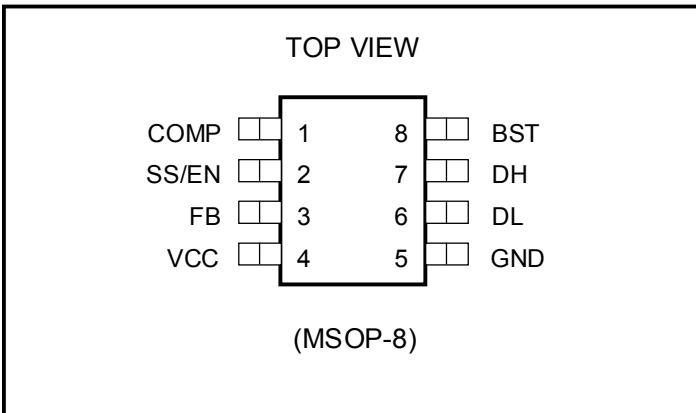 TOP VIEW
COMP 1 8 BST
SS/EN 2 7 DH
FB 3 6 DL
VCC 4 5 GND
(MSOP-8)